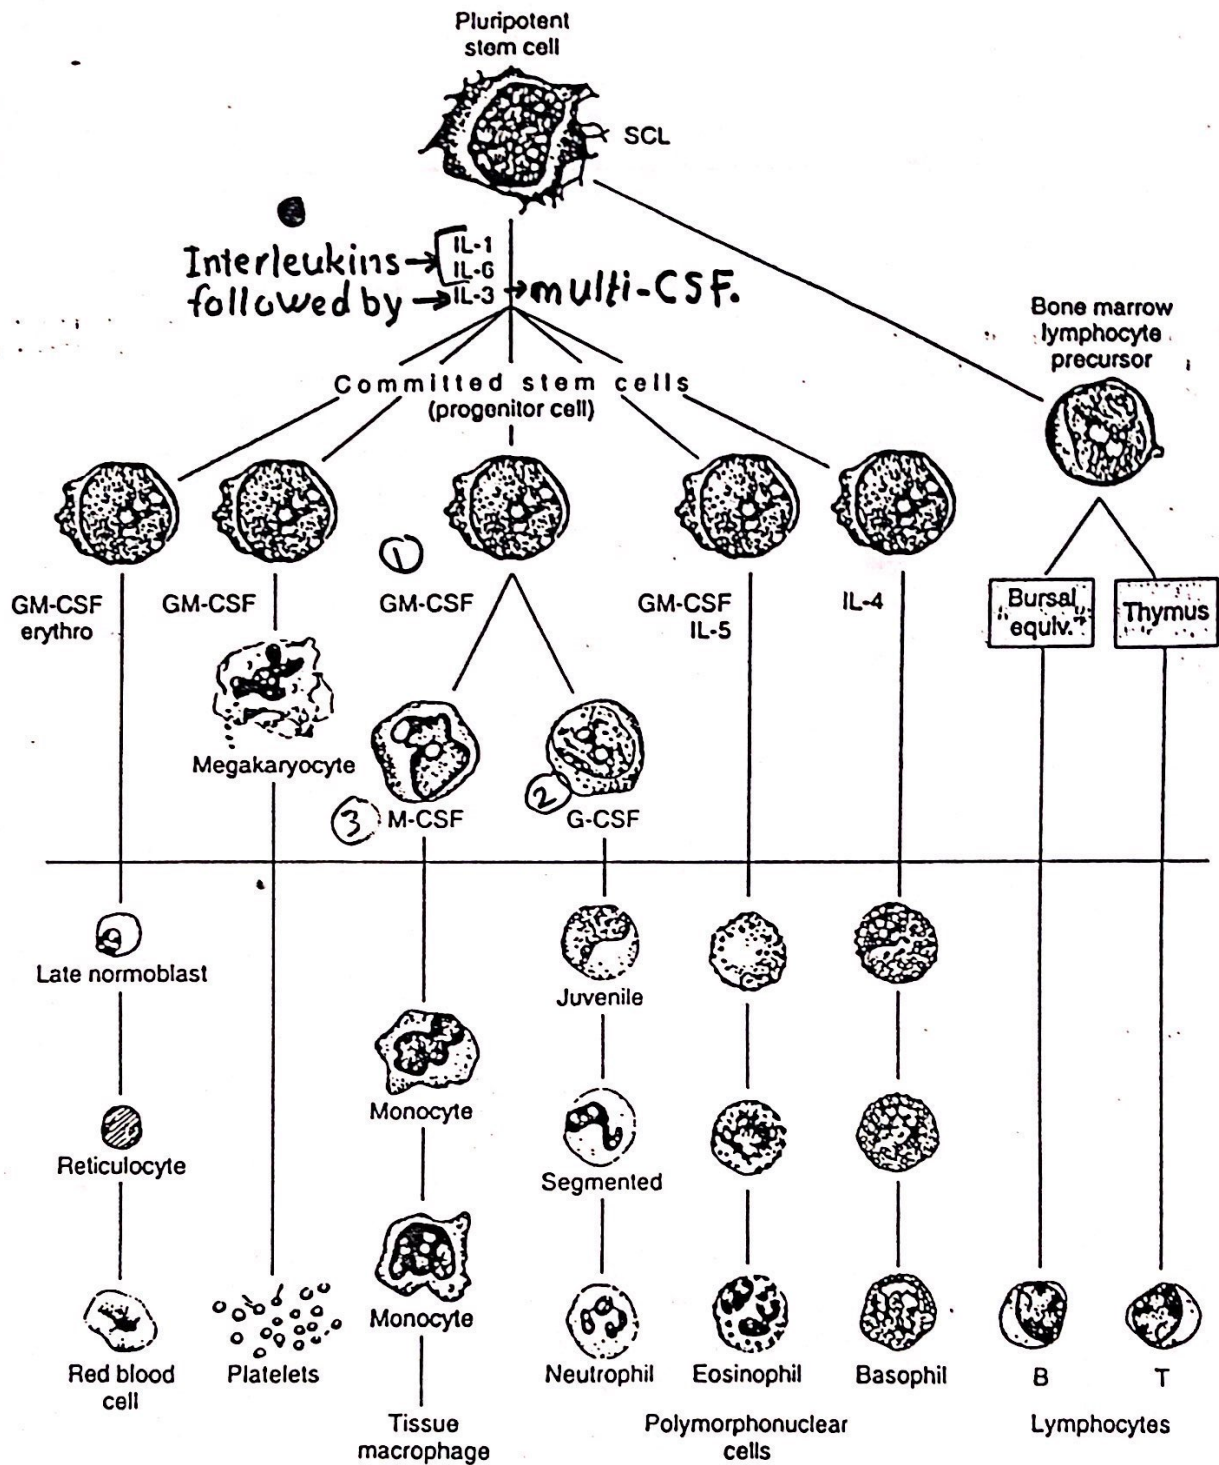 Pluripotent
stem cell
SCL
IL-1
Interleukins → IL-6
followed by → IL-3 → multi-CSF.
Bone marrow
lymphocyte
precursor
Committed stem cells
(progenitor cell)
1
GM-CSF
erythro
GM-CSF
GM-CSF
GM-CSF
IL-5
IL-4
"Bursal
equiv."
Thymus
Megakaryocyte
3 M-CSF
2
G-CSF
Late normoblast
Juvenile
Monocyte
Reticulocyte
Segmented
Monocyte
Red blood
cell
Platelets
Neutrophil
Eosinophil
Basophil
B
T
Tissue
macrophage
Polymorphonuclear
cells
Lymphocytes